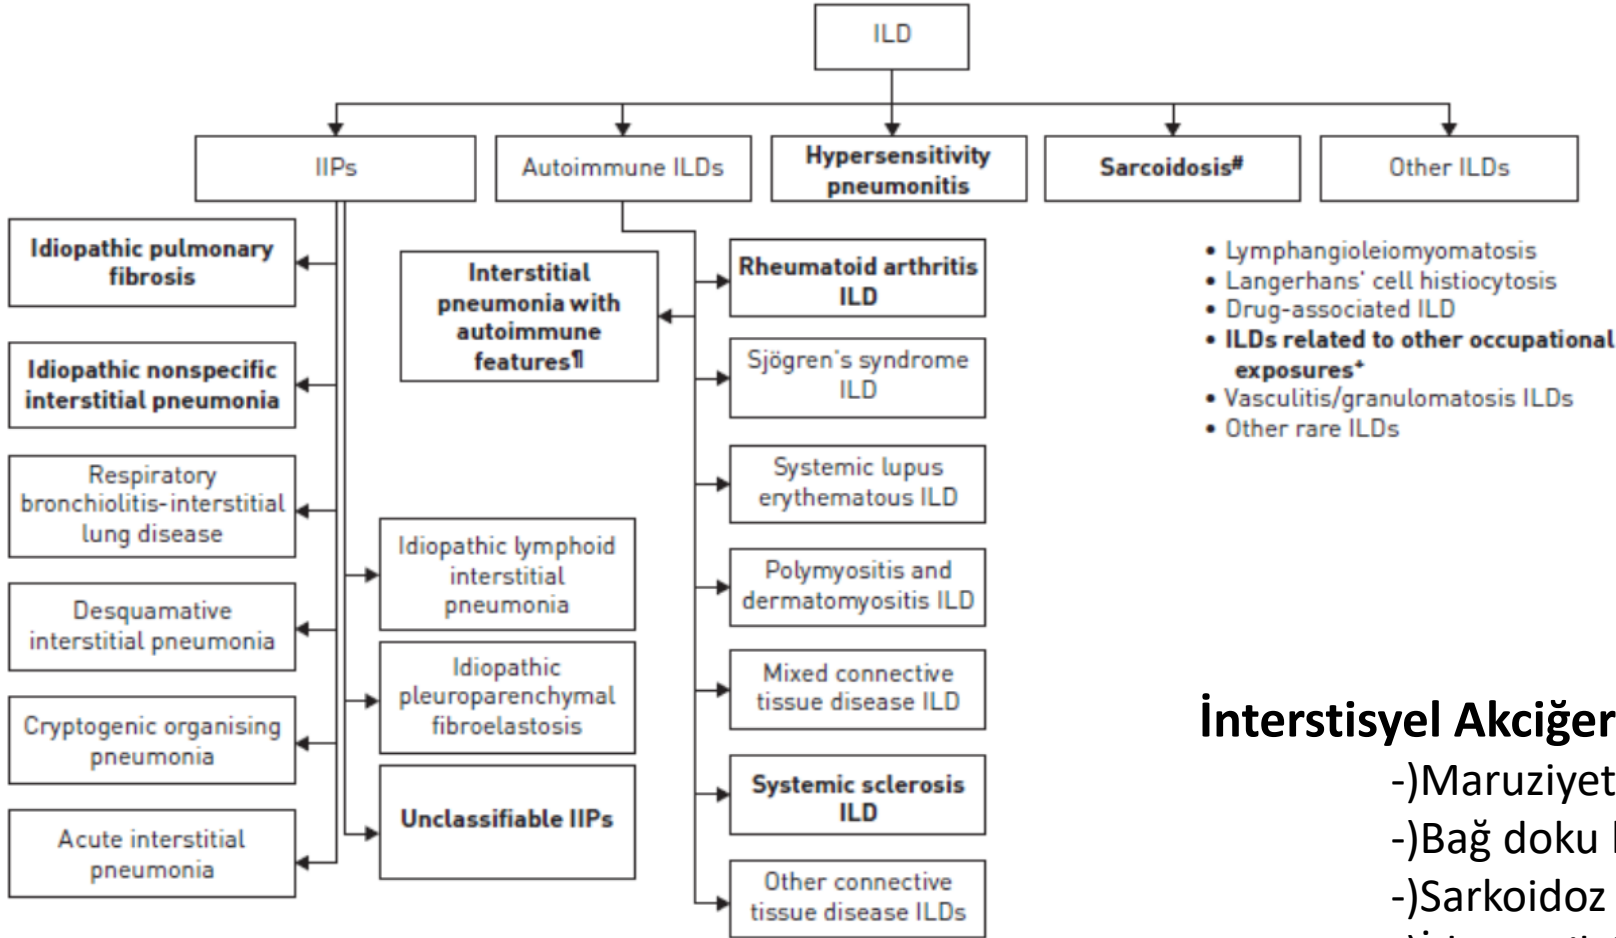 ILD
IIPs
Autoimmune ILDs
Hypersensitivity
pneumonitis
Sarcoidosis#
Other ILDs
Idiopathic pulmonary
fibrosis
Idiopathic nonspecific
interstitial pneumonia
Respiratory
bronchiolitis-interstitial
lung disease
Desquamative
interstitial pneumonia
Cryptogenic organising
pneumonia
Acute interstitial
pneumonia
Idiopathic lymphoid
interstitial
pneumonia
Idiopathic
pleuroparenchymal
fibroelastosis
Unclassifiable IIPs
Interstitial
pneumonia with
autoimmune
features¶
Rheumatoid arthritis
ILD
Sjögren's syndrome
ILD
Systemic lupus
erythematous ILD
Polymyositis and
dermatomyositis ILD
Mixed connective
tissue disease ILD
Systemic sclerosis
ILD
Other connective
tissue disease ILDs
• Lymphangioleiomyomatosis
• Langerhans' cell histiocytosis
• Drug-associated ILD
• ILDs related to other occupational
exposures+
• Vasculitis/granulomatosis ILDs
• Other rare ILDs
İnterstisyel Akciğer
-)Maruziyet
-)Bağ doku
-)Sarkoidoz